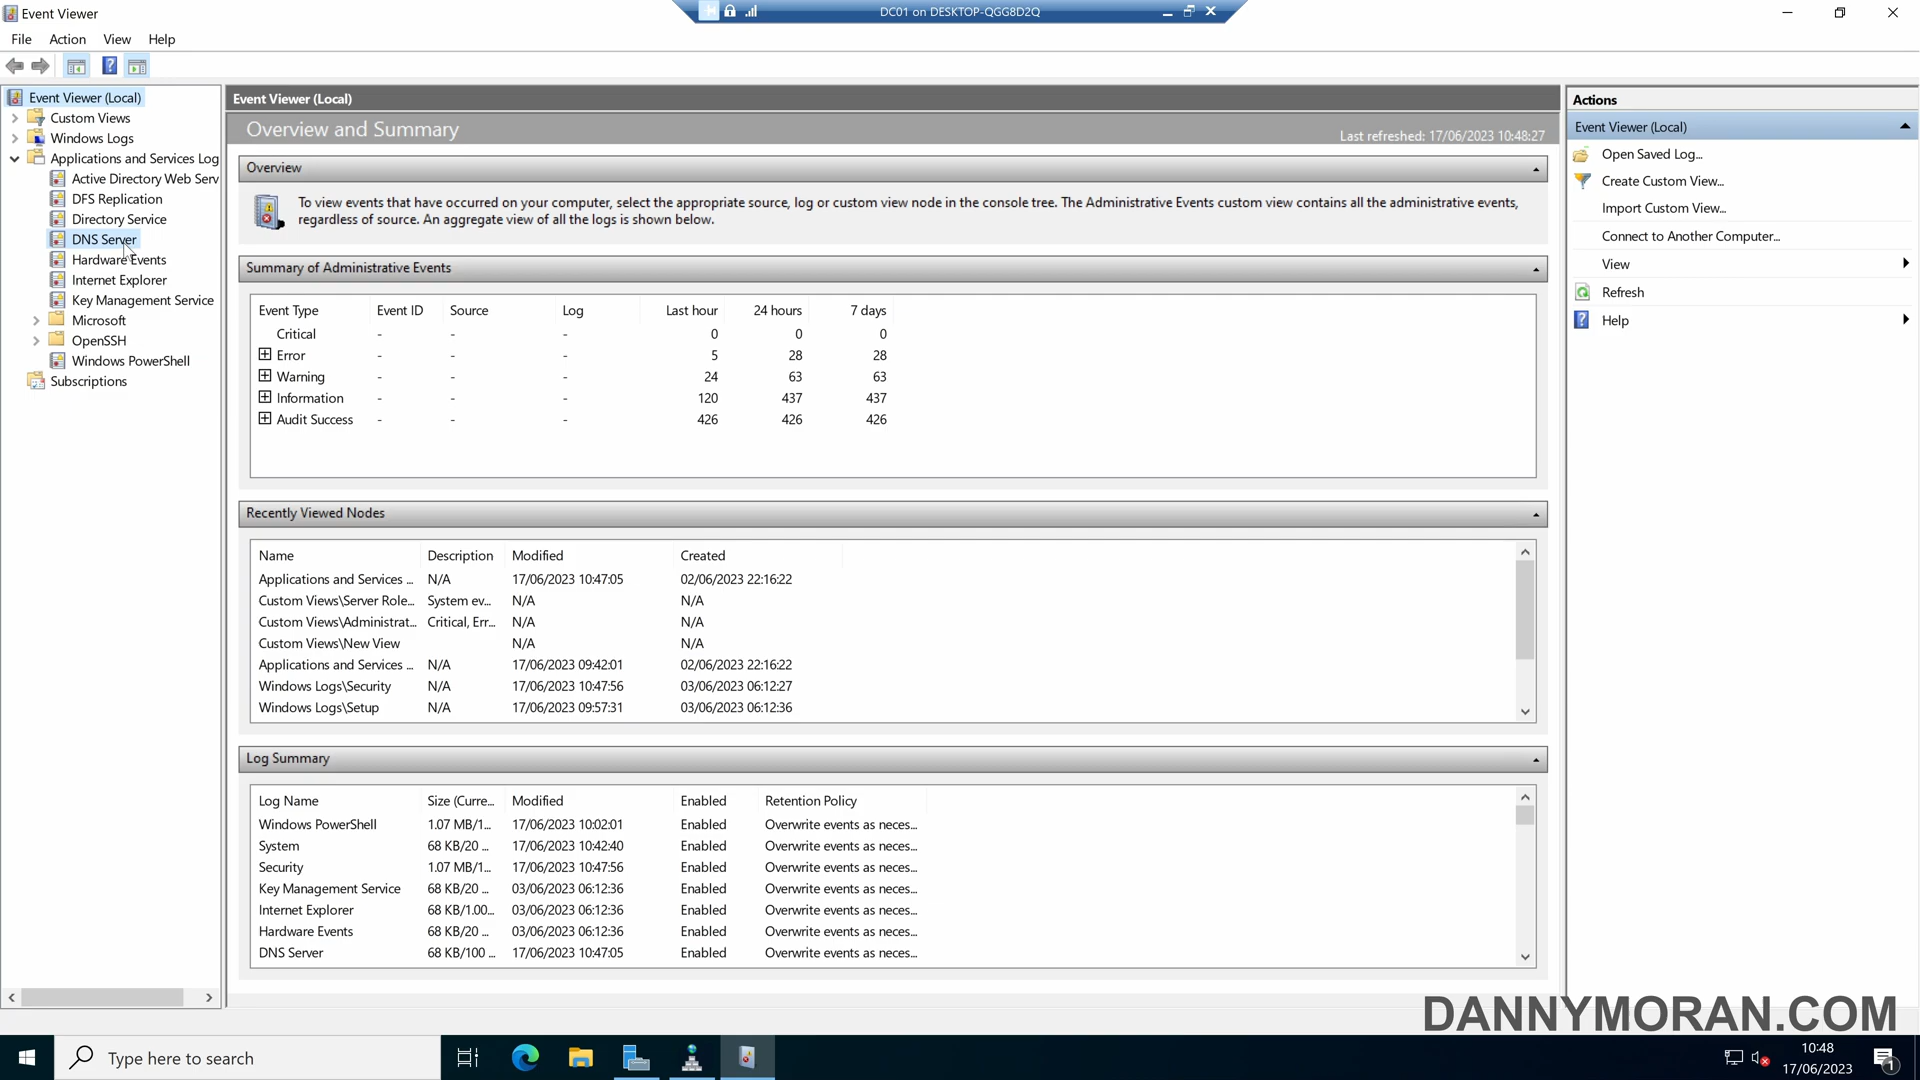 Event Viewer
DC01 on DESKTOP-QGG8D2Q
File Action View Help
Event Viewer (Local)
Custom Views
Windows Logs
Applications and Services Log
Active Directory Web Serv
DFS Replication
Directory Service
DNS Server
Hardware Events
Internet Explorer
Key Management Service
Microsoft
OpenSSH
Windows PowerShell
Subscriptions
Event Viewer (Local)
Overview and Summary
Last refreshed: 17/06/2023 10:48:27
Overview
To view events that have occurred on your computer, select the appropriate source, log or custom view node in the console tree. The Administrative Events custom view contains all the administrative events,
regardless of source. An aggregate view of all the logs is shown below.
Summary of Administrative Events
Event Type Event ID Source Log Last hour 24 hours 7 days
Critical - - - 0 0 0
Error - - - 5 28 28
Warning - - - 24 63 63
Information - - - 120 437 437
Audit Success - - - 426 426 426
Recently Viewed Nodes
Name Description Modified Created
Applications and Services ... N/A 17/06/2023 10:47:05 02/06/2023 22:16:22
Custom Views\Server Role... System ev... N/A N/A
Custom Views\Administrat... Critical, Err... N/A N/A
Custom Views\New View N/A N/A
Applications and Services ... N/A 17/06/2023 09:42:01 02/06/2023 22:16:22
Windows Logs\Security N/A 17/06/2023 10:47:56 03/06/2023 06:12:27
Windows Logs\Setup N/A 17/06/2023 09:57:31 03/06/2023 06:12:36
Log Summary
Log Name Size (Curre... Modified Enabled Retention Policy
Windows PowerShell 1.07 MB/1... 17/06/2023 10:02:01 Enabled Overwrite events as neces...
System 68 KB/20 ... 17/06/2023 10:42:40 Enabled Overwrite events as neces...
Security 1.07 MB/1... 17/06/2023 10:47:56 Enabled Overwrite events as neces...
Key Management Service 68 KB/20 ... 03/06/2023 06:12:36 Enabled Overwrite events as neces...
Internet Explorer 68 KB/1.00... 03/06/2023 06:12:36 Enabled Overwrite events as neces...
Hardware Events 68 KB/20 ... 03/06/2023 06:12:36 Enabled Overwrite events as neces...
DNS Server 68 KB/100 ... 17/06/2023 10:47:05 Enabled Overwrite events as neces...
Actions
Event Viewer (Local)
Open Saved Log...
Create Custom View...
Import Custom View...
Connect to Another Computer...
View
Refresh
Help
DANNYMORAN.COM
Type here to search
10:48
17/06/2023
1